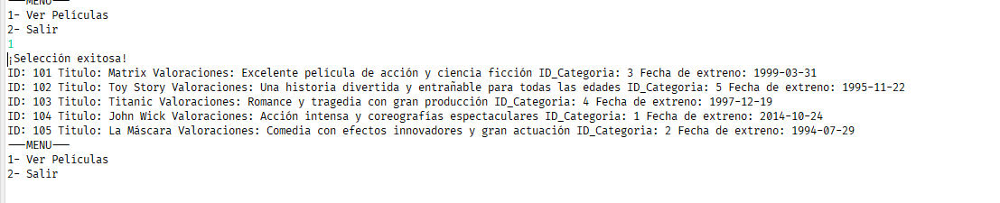 ——MENU——
1- Ver Películas
2- Salir
1
¡Selección exitosa!
ID: 101 Titulo: Matrix Valoraciones: Excelente película de acción y ciencia ficción ID_Categoria: 3 Fecha de extreno: 1999-03-31
ID: 102 Titulo: Toy Story Valoraciones: Una historia divertida y entrañable para todas las edades ID_Categoria: 5 Fecha de extreno: 1995-11-22
ID: 103 Titulo: Titanic Valoraciones: Romance y tragedia con gran producción ID_Categoria: 4 Fecha de extreno: 1997-12-19
ID: 104 Titulo: John Wick Valoraciones: Acción intensa y coreografías espectaculares ID_Categoria: 1 Fecha de extreno: 2014-10-24
ID: 105 Titulo: La Máscara Valoraciones: Comedia con efectos innovadores y gran actuación ID_Categoria: 2 Fecha de extreno: 1994-07-29
——MENU——
1- Ver Películas
2- Salir